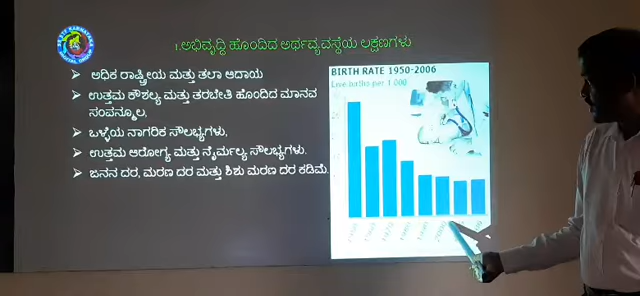 1.ಅಭಿವೃದ್ಧಿ ಹೊಂದಿದ ಅರ್ಥವ್ಯವಸ್ಥೆಯ ಲಕ್ಷಣಗಳು
ಅಧಿಕ ರಾಷ್ಟ್ರೀಯ ಮತ್ತು ತಲಾ ಆದಾಯ
ಉತ್ತಮ ಕೌಶಲ್ಯ ಮತ್ತು ತರಬೇತಿ ಹೊಂದಿದ ಮಾನವ
ಸಂಪನ್ಮೂಲ,
ಒಳ್ಳೆಯ ನಾಗರಿಕ ಸೌಲಭ್ಯಗಳು,
ಉತ್ತಮ ಆರೋಗ್ಯ ಮತ್ತು ನೈರ್ಮಲ್ಯ ಸೌಲಭ್ಯಗಳು.
ಜನನ ದರ, ಮರಣ ದರ ಮತ್ತು ಶಿಶು ಮರಣ ದರ ಕಡಿಮೆ.
BIRTH RATE 1950-2006
Live births per 1 000